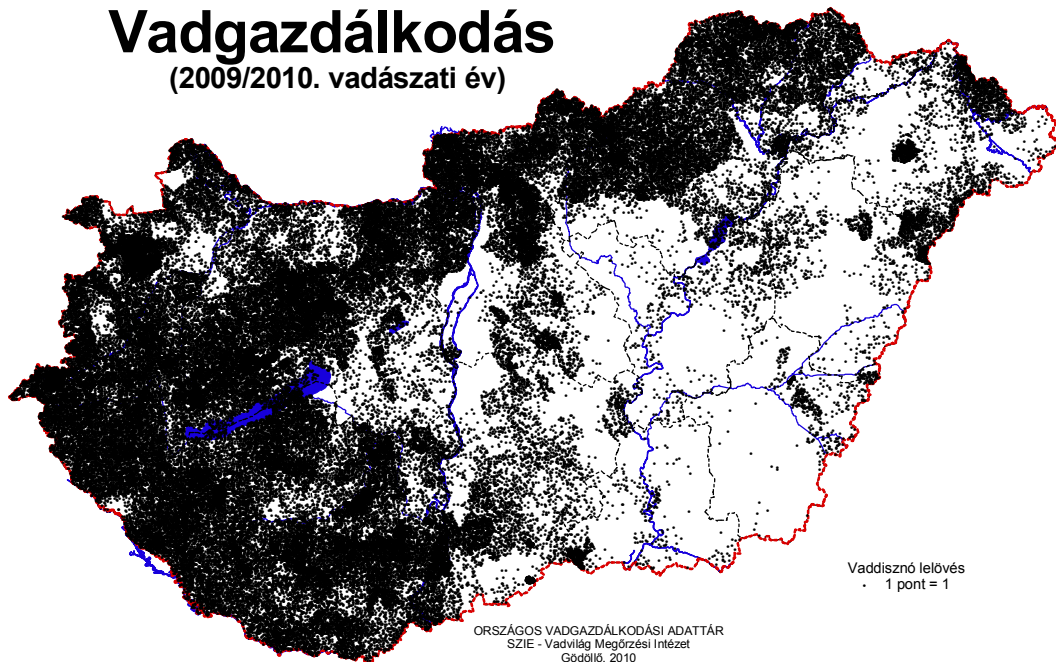 Vadgazdálkodás
(2009/2010. vadászati év)
Vaddisznó lelövés
1 pont = 1
ORSZÁGOS VADGAZDÁLKODÁSI ADATTÁR
SZIE - Vadvilág Megőrzési Intézet
Gödöllő, 2010